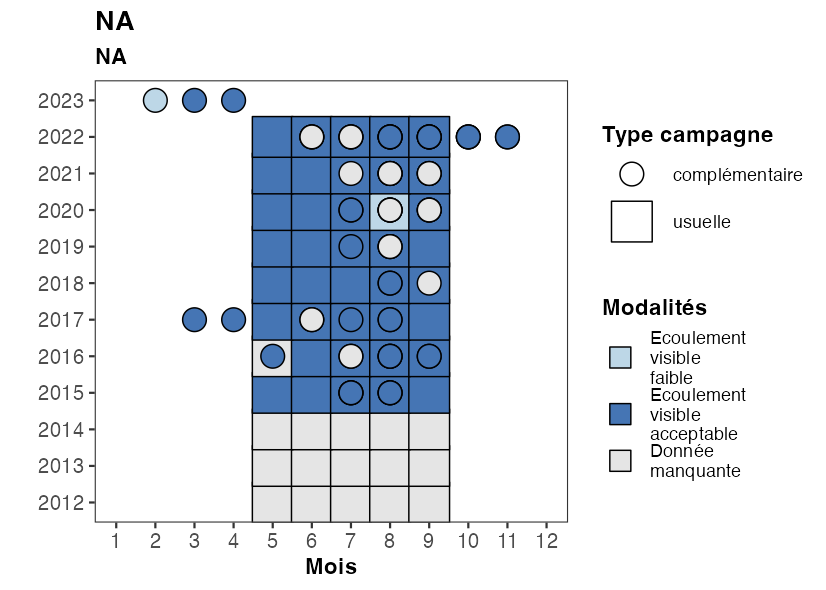 NA
NA
2023
2022
2021
2020
2019
2018
2017
2016
2015
2014
2013
2012
1 2 3 4 5 6 7 8 9 10 11 12
Mois
Type campagne
complémentaire
usuelle
Modalités
Ecoulement
visible
faible
Ecoulement
visible
acceptable
Donnée
manquante